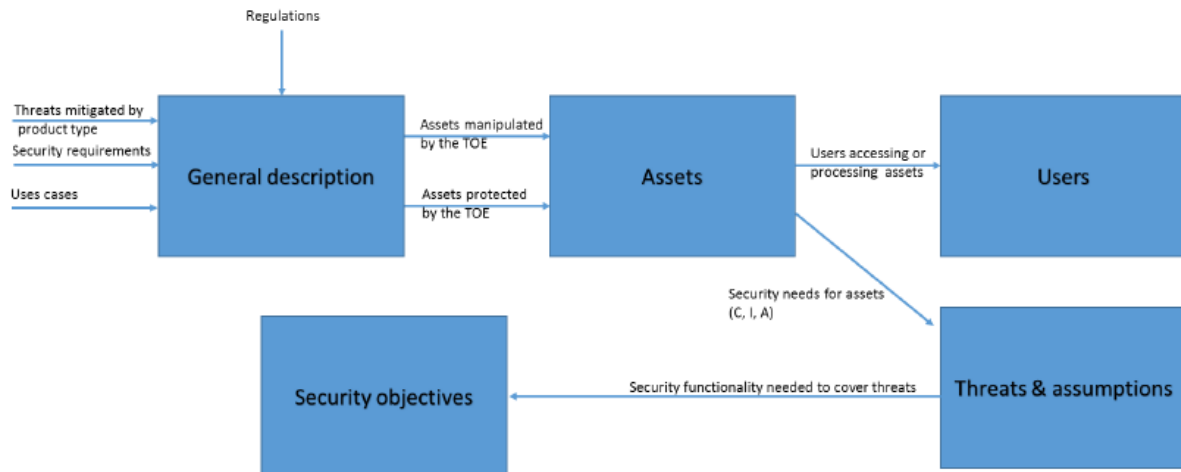 Regulations
Threats mitigated by
product type
Security requirements
Uses cases
General description
Assets manipulated
by the TOE
Assets protected
by the TOE
Assets
Users accessing or
processing assets
Users
Security needs for assets
(C, I, A)
Security objectives
Security functionality needed to cover threats
Threats & assumptions